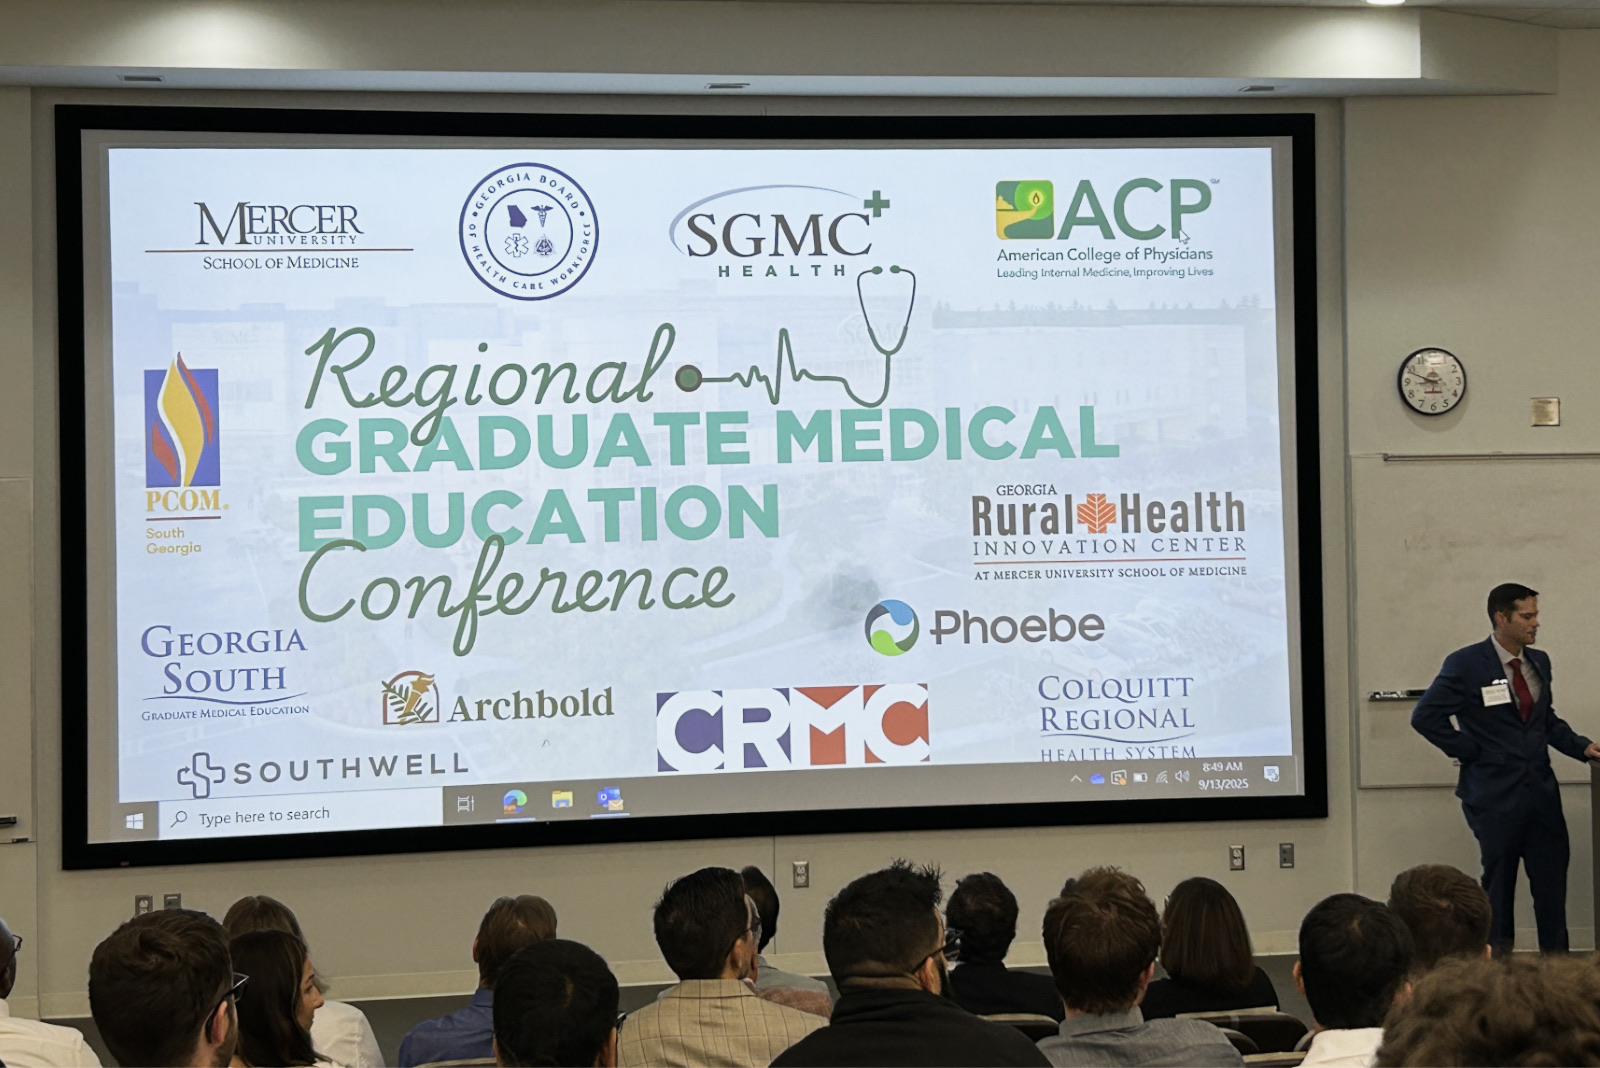 MERCER
UNIVERSITY
SCHOOL OF MEDICINE
GEORGIA BOARD
OF HEALTH CARE WORKFORCE
SGMC
HEALTH
ACP
American College of Physicians
Leading Internal Medicine, Improving Lives
Regional
GRADUATE MEDICAL
EDUCATION
Conference
PCOM
South
Georgia
GEORGIA
Rural Health
INNOVATION CENTER
AT MERCER UNIVERSITY SCHOOL OF MEDICINE
Phoebe
GEORGIA
SOUTH
GRADUATE MEDICAL EDUCATION
Archbold
CRMC
COLQUITT
REGIONAL
HEALTH SYSTEM
SOUTHWELL
Type here to search
8:49 AM
9/13/2025